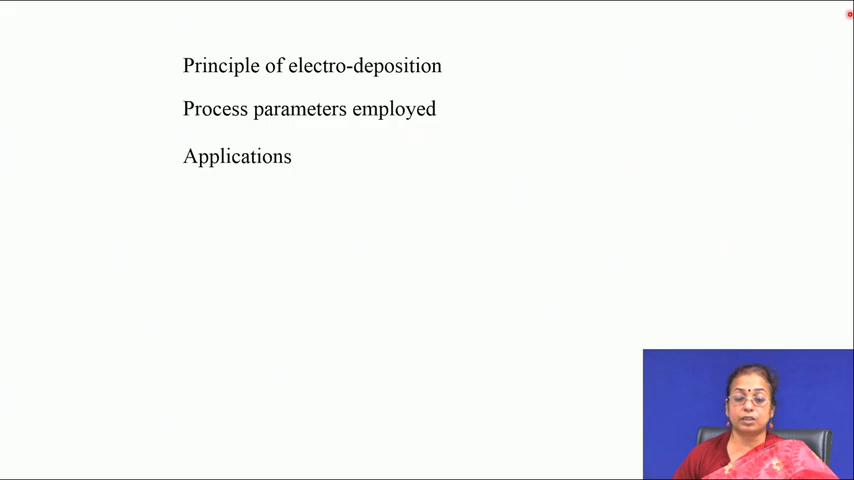 Principle of electro-deposition
Process parameters employed
Applications